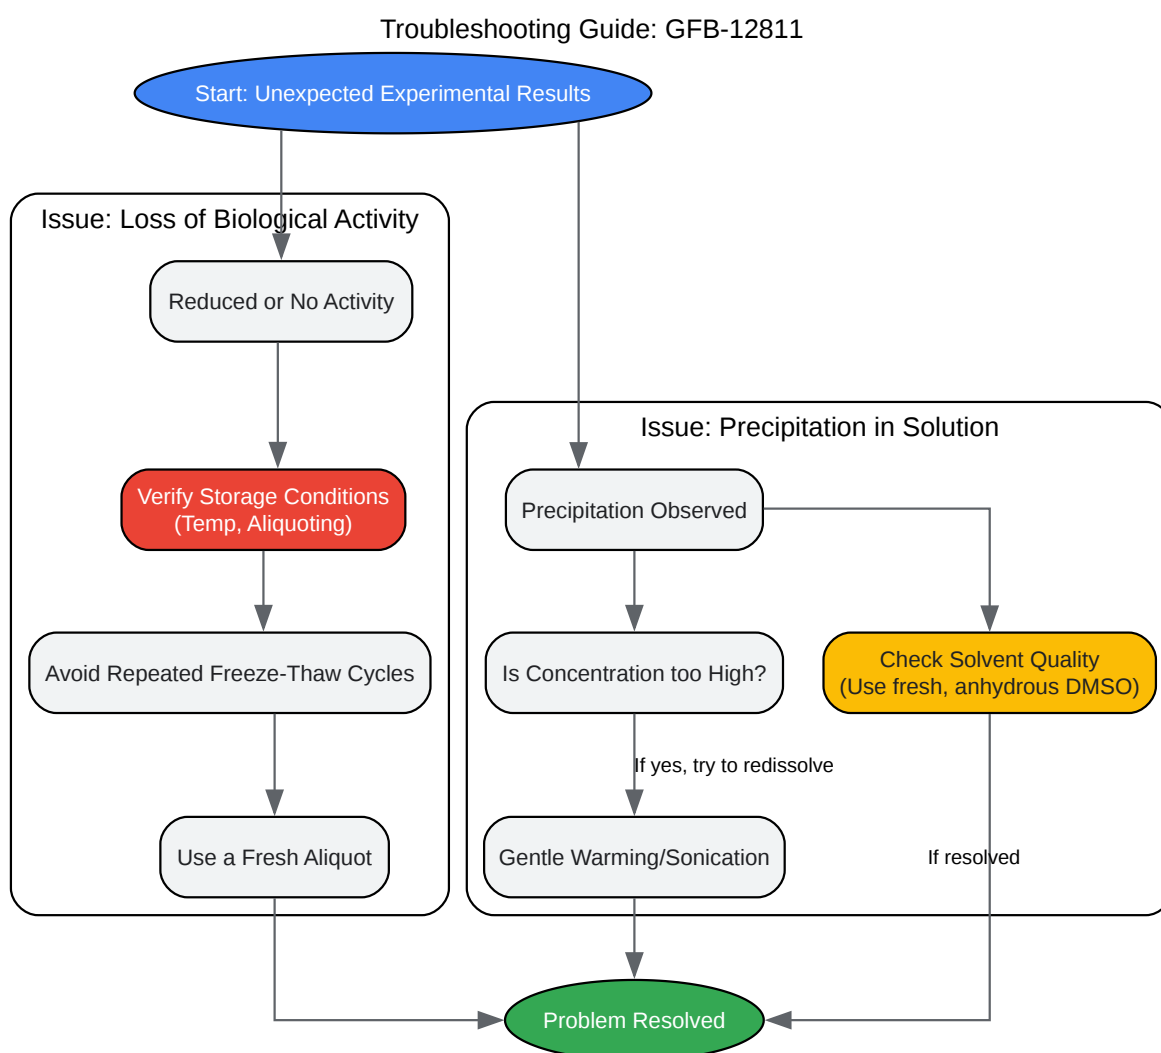 Troubleshooting Guide: GFB-12811
Start: Unexpected Experimental Results
Issue: Loss of Biological Activity
Reduced or No Activity
Verify Storage Conditions
(Temp, Aliquoting)
Avoid Repeated Freeze-Thaw Cycles
Use a Fresh Aliquot
Issue: Precipitation in Solution
Precipitation Observed
Is Concentration too High?
If yes, try to redissolve
Gentle Warming/Sonication
Check Solvent Quality
(Use fresh, anhydrous DMSO)
If resolved
Problem Resolved